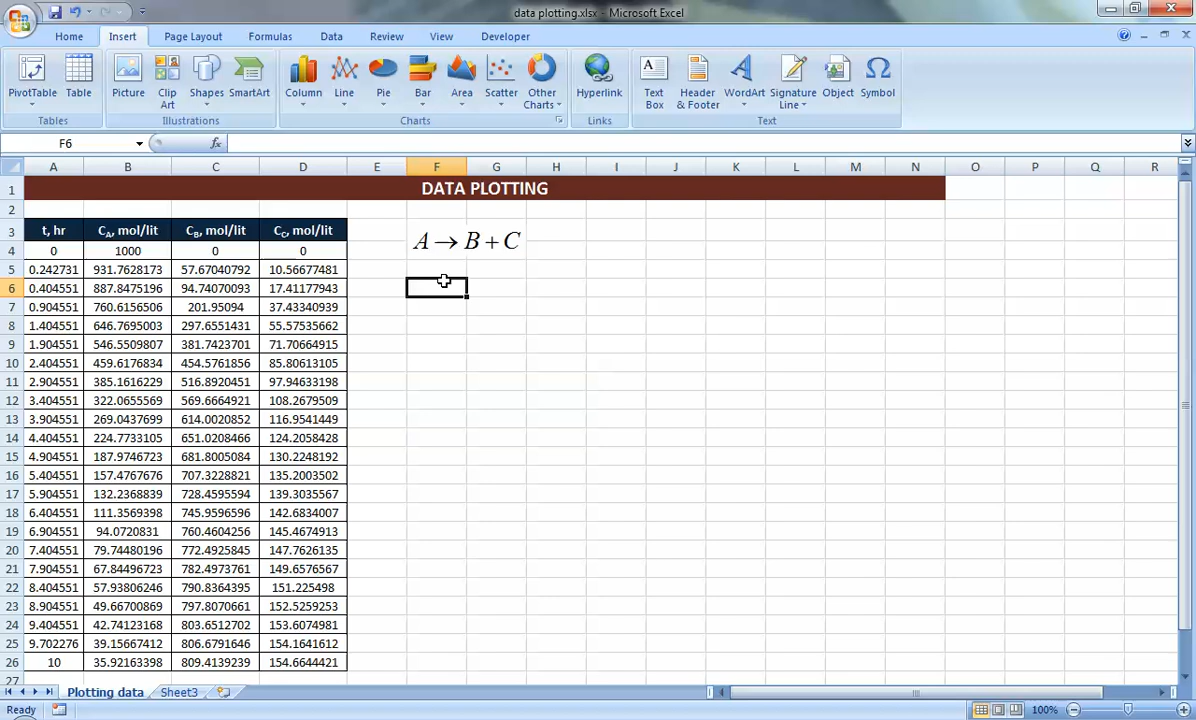 data plotting.xlsx - Microsoft Excel
Home Insert Page Layout Formulas Data Review View Developer
PivotTable Table Picture Clip Art Shapes SmartArt Column Line Pie Bar Area Scatter Other Charts Hyperlink Text Box Header & Footer WordArt Signature Line Object Symbol
Tables Illustrations Charts Links Text
F6 fx
A B C D E F G H I J K L M N O P Q R
1 DATA PLOTTING
2
3 t, hr CA, mol/lit CB, mol/lit CC, mol/lit
A → B + C
4 0 1000 0 0
5 0.242731 931.7628173 57.67040792 10.56677481
6 0.404551 887.8475196 94.74070093 17.41177943
7 0.904551 760.6156506 201.95094 37.43340939
8 1.404551 646.7695003 297.6551431 55.57535662
9 1.904551 546.5509807 381.7423701 71.70664915
10 2.404551 459.6176834 454.5761856 85.80613105
11 2.904551 385.1616229 516.8920451 97.94633198
12 3.404551 322.0655569 569.6664921 108.2679509
13 3.904551 269.0437699 614.0020852 116.9541449
14 4.404551 224.7733105 651.0208466 124.2058428
15 4.904551 187.9746723 681.8005084 130.2248192
16 5.404551 157.4767676 707.3228821 135.2003502
17 5.904551 132.2368839 728.4595594 139.3035567
18 6.404551 111.3569398 745.9596596 142.6834007
19 6.904551 94.0720831 760.4604256 145.4674913
20 7.404551 79.74480196 772.4925845 147.7626135
21 7.904551 67.84496723 782.4973761 149.6576567
22 8.404551 57.93806246 790.8364395 151.225498
23 8.904551 49.66700869 797.8070661 152.5259253
24 9.404551 42.74123168 803.6512702 153.6074981
25 9.702276 39.15667412 806.6791646 154.1641612
26 10 35.92163398 809.4139239 154.6644421
27
Plotting data Sheet3
Ready 100%